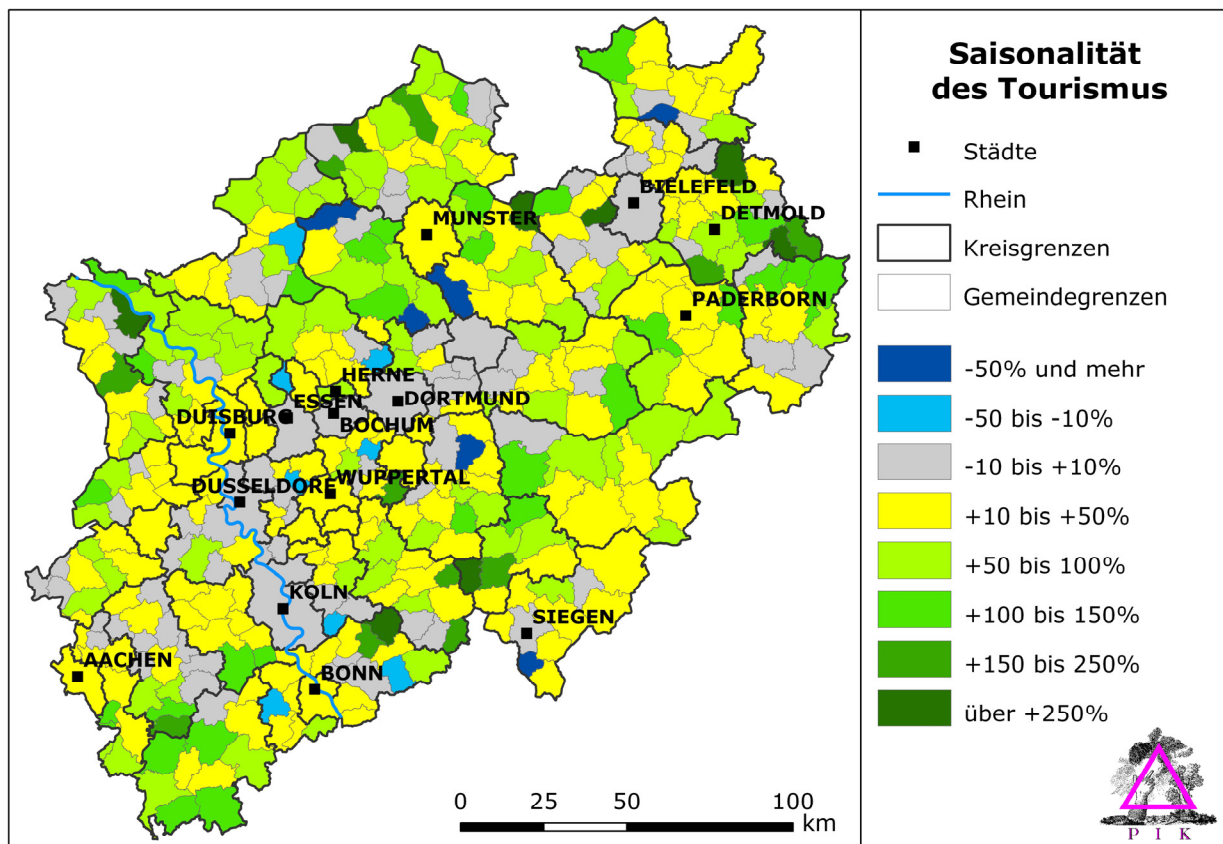 Saisonalität
des Tourismus
Städte
Rhein
Kreisgrenzen
Gemeindegrenzen
-50% und mehr
-50 bis -10%
-10 bis +10%
+10 bis +50%
+50 bis 100%
+100 bis 150%
+150 bis 250%
über +250%
BIELEFELD
MUNSTER
DETMOLD
PADERBORN
HERNE
ESSEN
DORTMUND
DUISBURG
BOCHUM
WUPPERTAL
DUSSELDORF
KOLN
SIEGEN
AACHEN
BONN
0 25 50 100
km
P I K